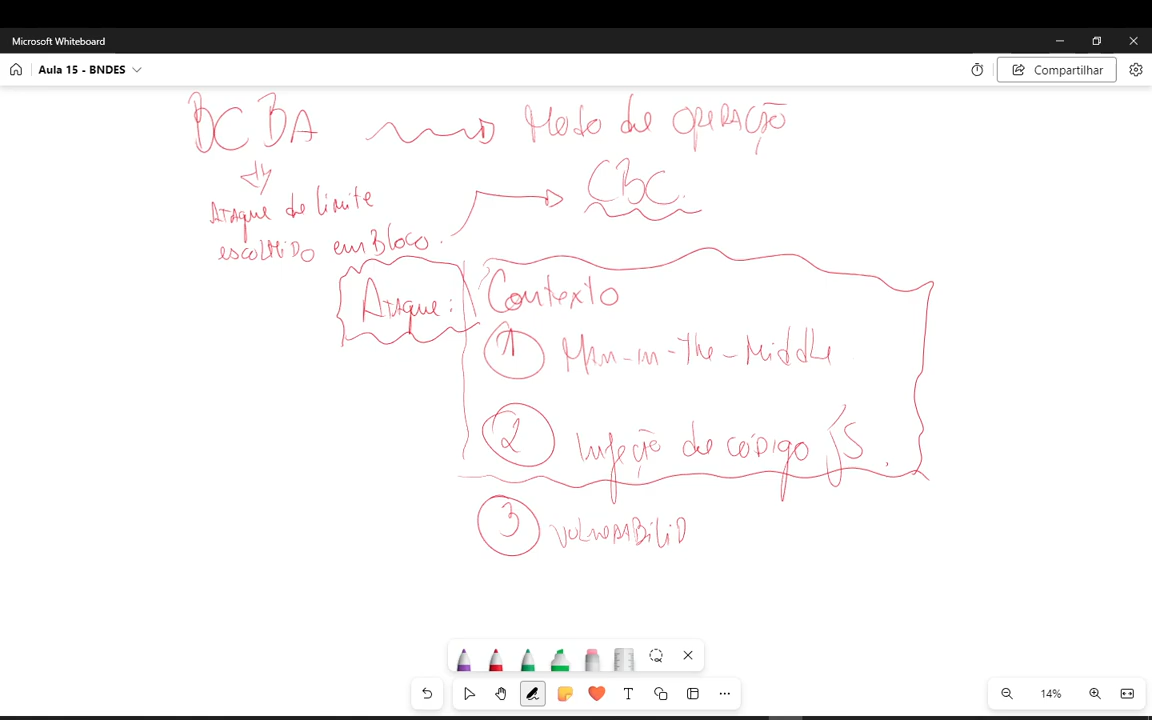 Microsoft Whiteboard
Aula 15 - BNDES
Compartilhar
BCBA Modo de operação
CBC
Ataque de limite
escolhido em Bloco.
Ataque: Contexto
1 Man-in-The-Middle
2 Injeção de código JS
3 vulnerabilid
14%